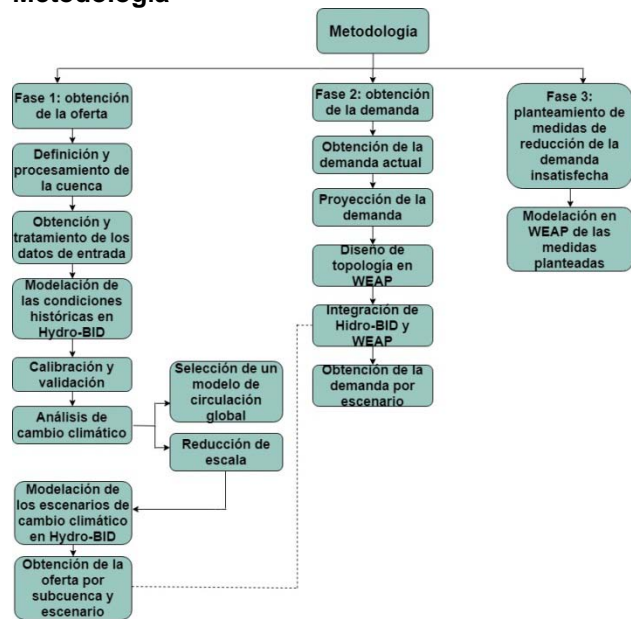 Metodología
Metodología
Fase 1: obtención
de la oferta
Definición y
procesamiento de
la cuenca
Obtención y
tratamiento de los
datos de entrada
Modelación de
las condiciones
históricas en
Hydro-BID
Calibración y
validación
Análisis de
cambio climático
Selección de un
modelo de
circulación
global
Reducción de
escala
Modelación de
los escenarios de
cambio climático
en Hydro-BID
Obtención de la
oferta por
subcuenca y
escenario
Fase 2: obtención
de la demanda
Obtención de la
demanda actual
Proyección de la
demanda
Diseño de
topología en
WEAP
Integración de
Hidro-BID y
WEAP
Obtención de la
demanda por
escenario
Fase 3:
planteamiento de
medidas de
reducción de la
demanda
insatisfecha
Modelación en
WEAP de las
medidas
planteadas